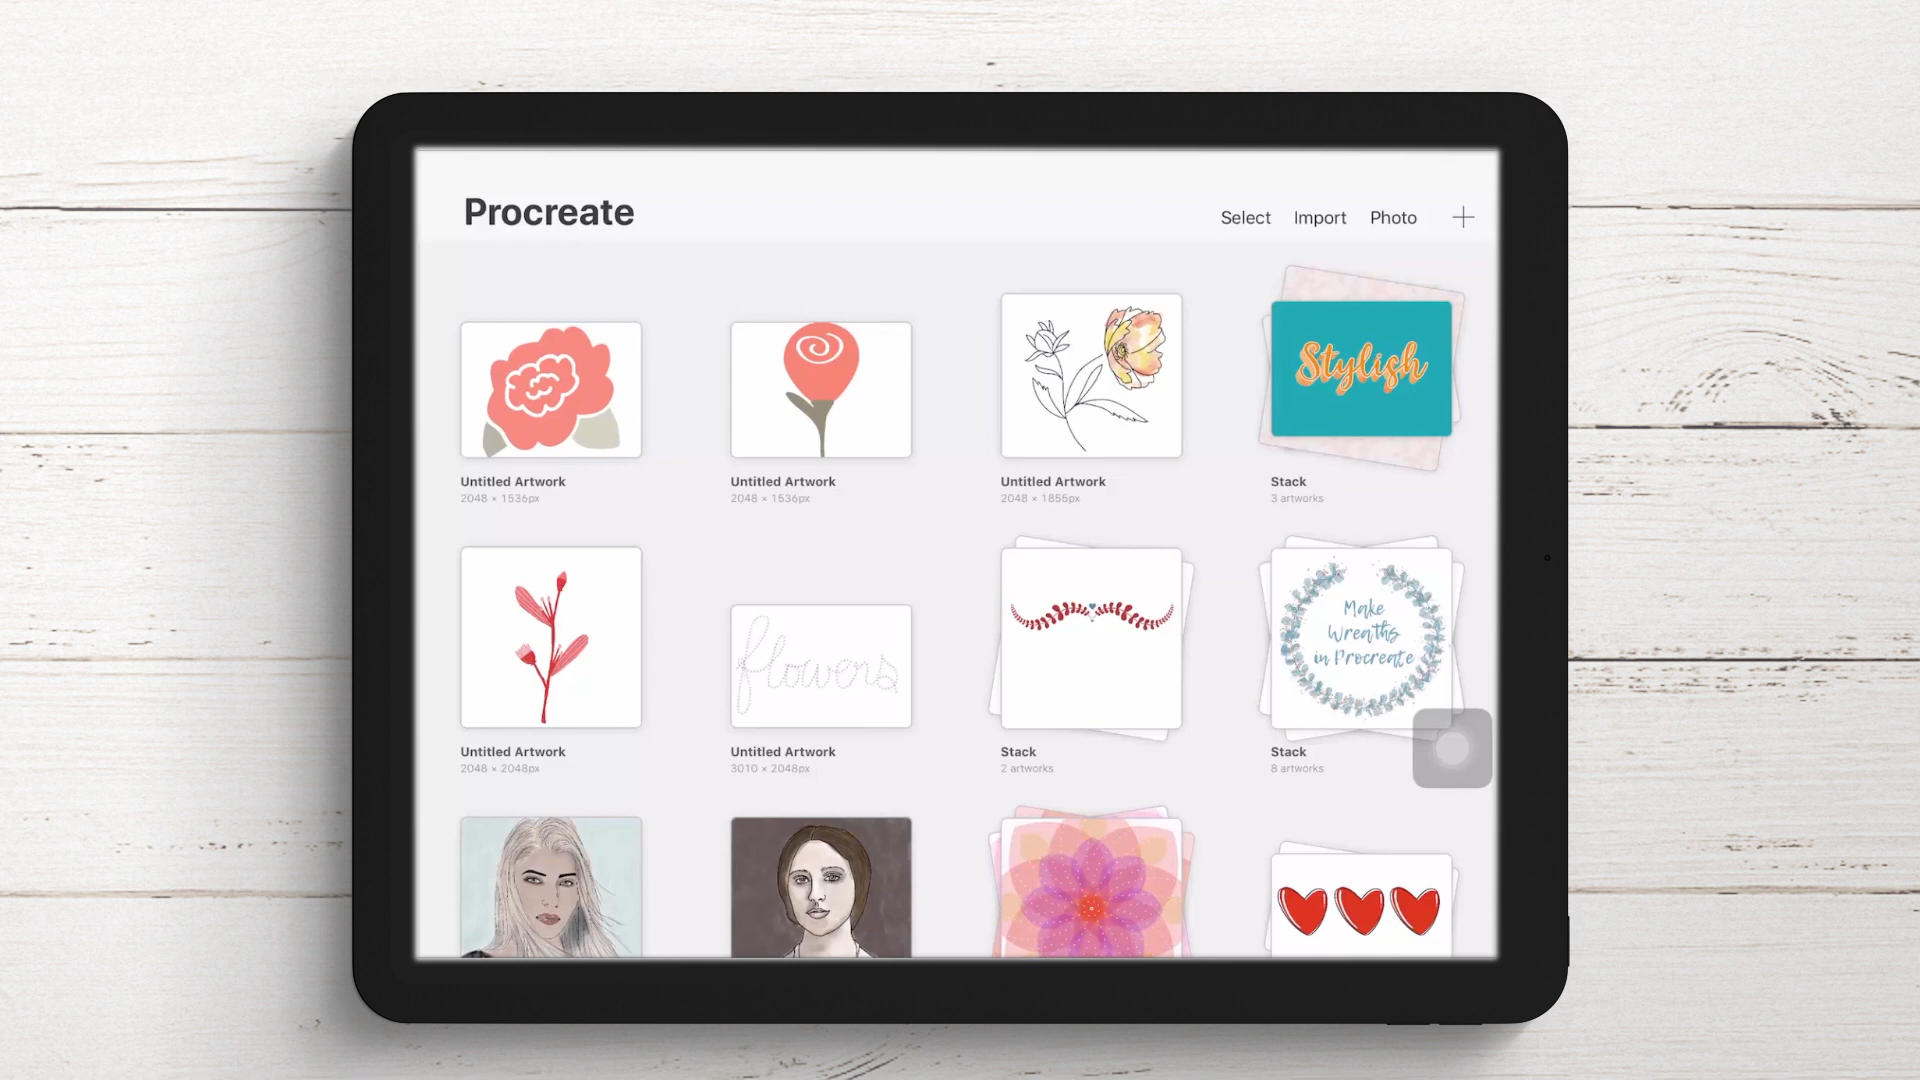 Procreate
Select Import Photo
Stylish
Untitled Artwork
2048 × 1536px
Untitled Artwork
2048 × 1536px
Untitled Artwork
2048 × 1855px
Stack
3 artworks
flowers
Make
Wreaths
in Procreate
Untitled Artwork
2048 × 2048px
Untitled Artwork
3010 × 2048px
Stack
2 artworks
Stack
8 artworks